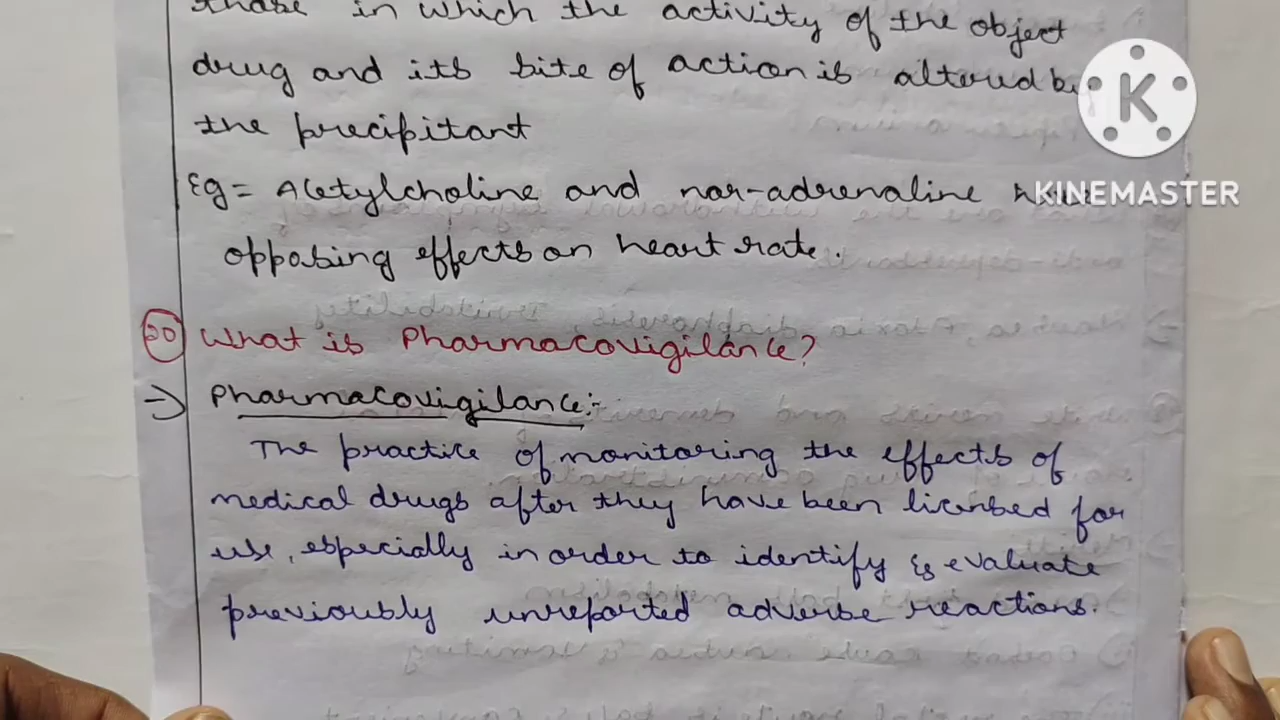 those in which the activity of the object
drug and its site of action is altered by
the precipitant
Eg = Acetylcholine and nor-adrenaline have
opposing effects on heart rate.
20 What is Pharmacovigilance?
→ Pharmacovigilance:-
The practice of monitoring the effects of
medical drugs after they have been licensed for
use, especially in order to identify & evaluate
previously unreported adverse reactions.
K
KINEMASTER